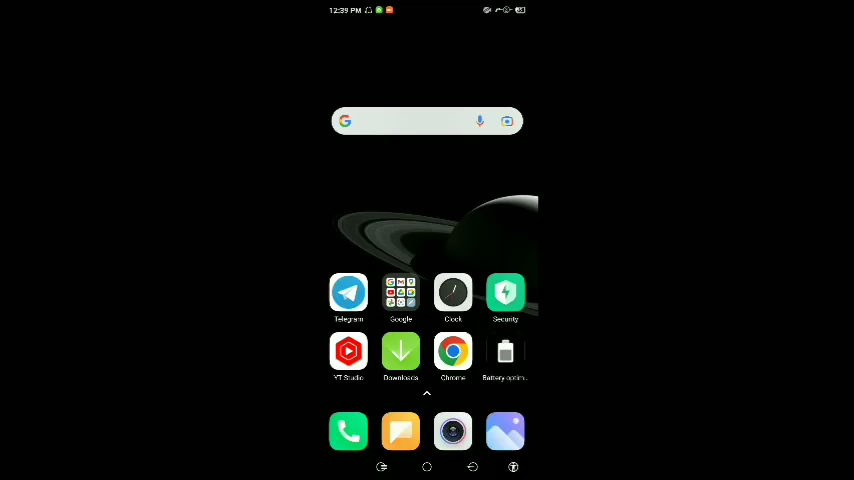 12:39 PM
Telegram Google Clock Security
YT Studio Downloads Chrome Battery optim...